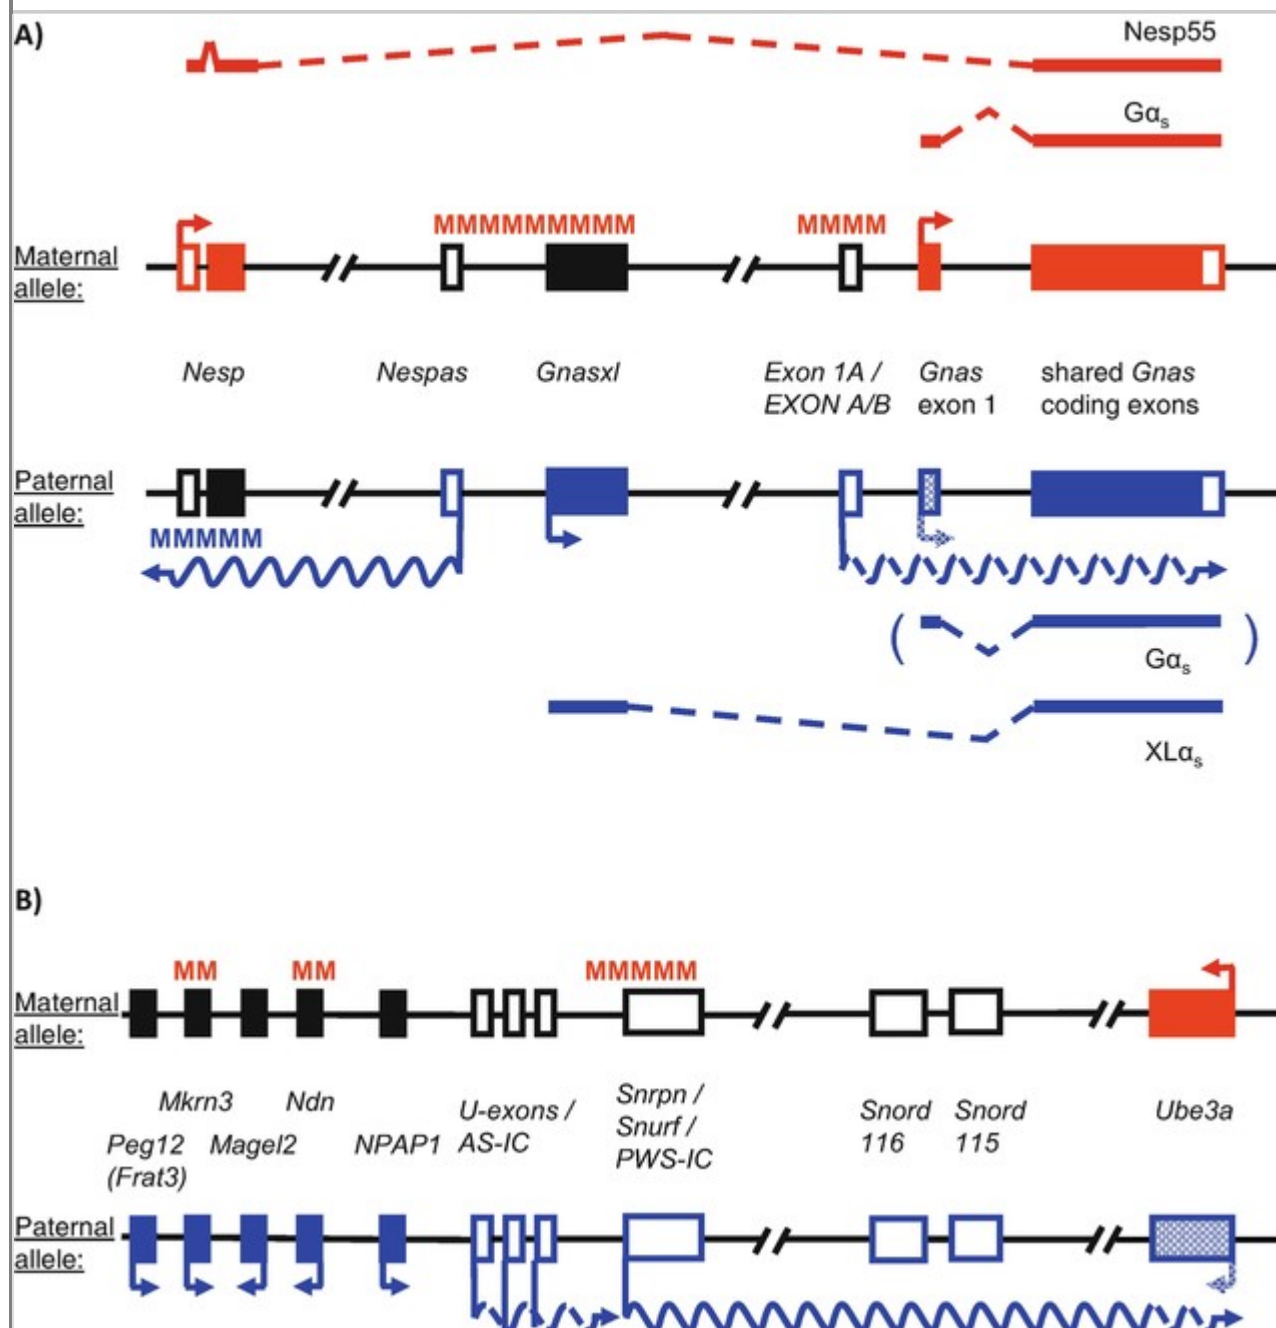 A)
Nesp55
Gαs
MMMMMMMMM
MMMM
Maternal
allele:
Nesp
Nespas
Gnasxl
Exon 1A /
EXON A/B
Gnas
exon 1
shared Gnas
coding exons
Paternal
allele:
MMMMM
( )
Gαs
XLαs
B)
MM
MM
MMMMM
Maternal
allele:
Mkrn3
Ndn
Peg12
(Frat3)
Magel2
NPAP1
U-exons /
AS-IC
Snrpn /
Snurf /
PWS-IC
Snord
116
Snord
115
Ube3a
Paternal
allele: